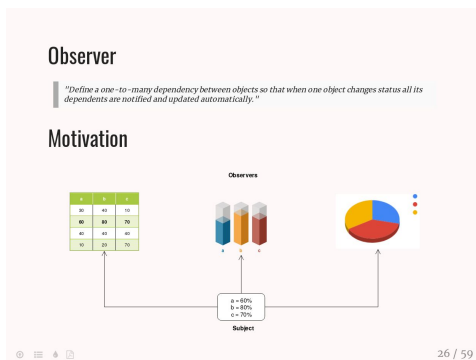 Observer
"Define a one-to-many dependency between objects so that when one object changes status all its
dependents are notified and updated automatically."
Motivation
Observers
a b c
30 40 10
60 80 70
40 40 40
10 20 70
a b c
a = 60%
b = 80%
c = 70%
Subject
26 / 59